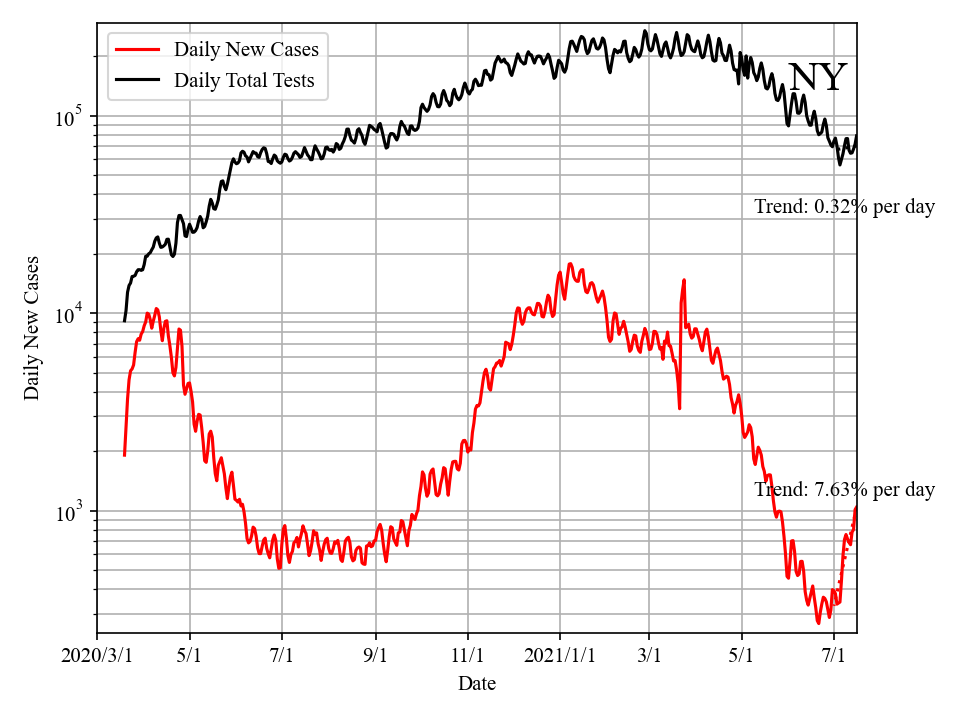 Daily New Cases
Daily Total Tests
NY
Trend: 0.32% per day
Trend: 7.63% per day
10^5
10^4
10^3
Daily New Cases
2020/3/1 5/1 7/1 9/1 11/1 2021/1/1 3/1 5/1 7/1
Date